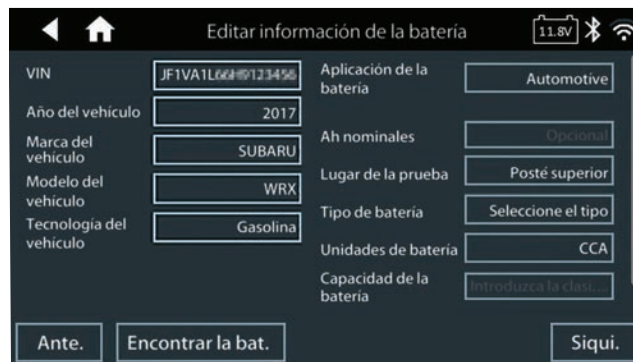 Editar información de la batería
11.8V
VIN
JF1VA1L66H9123456
Año del vehículo
2017
Marca del
vehículo
SUBARU
Modelo del
vehículo
WRX
Tecnología del
vehículo
Gasolina
Aplicación de la
batería
Automotive
Ah nominales
Opcional
Lugar de la prueba
Posté superior
Tipo de batería
Seleccione el tipo
Unidades de batería
CCA
Capacidad de la
batería
Introduzca la clasi....
Ante.
Encontrar la bat.
Siqui.